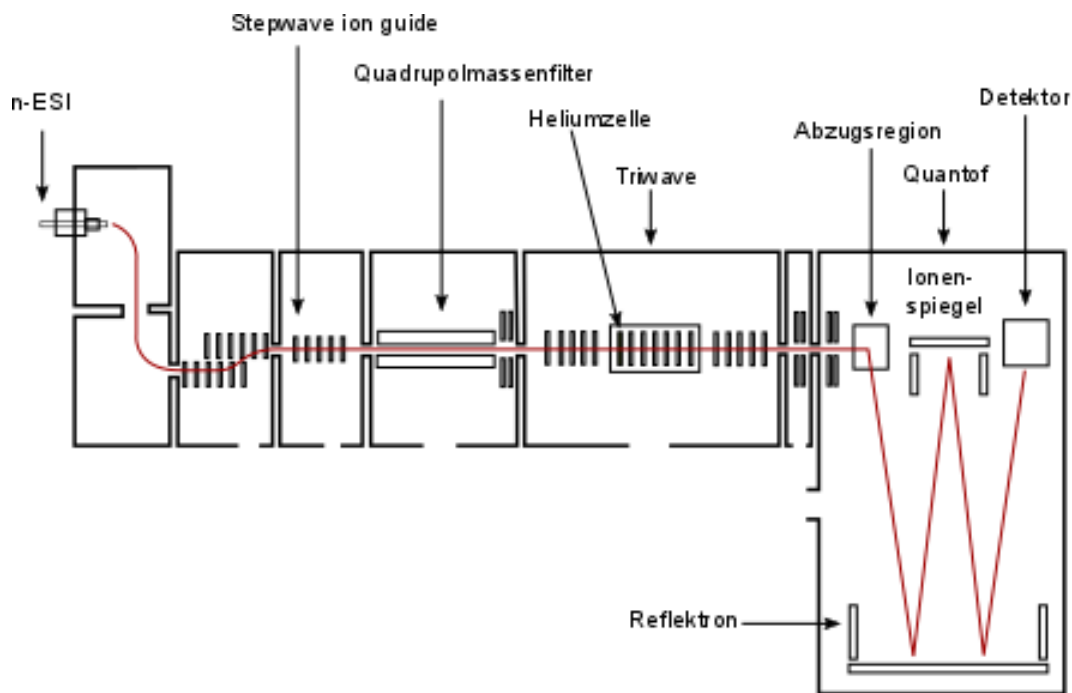 Stepwave ion guide
Quadrupolmassenfilter
n-ESI
Heliumzelle
Detektor
Abzugsregion
Triwave
Quantof
Ionen-
spiegel
Reflektron